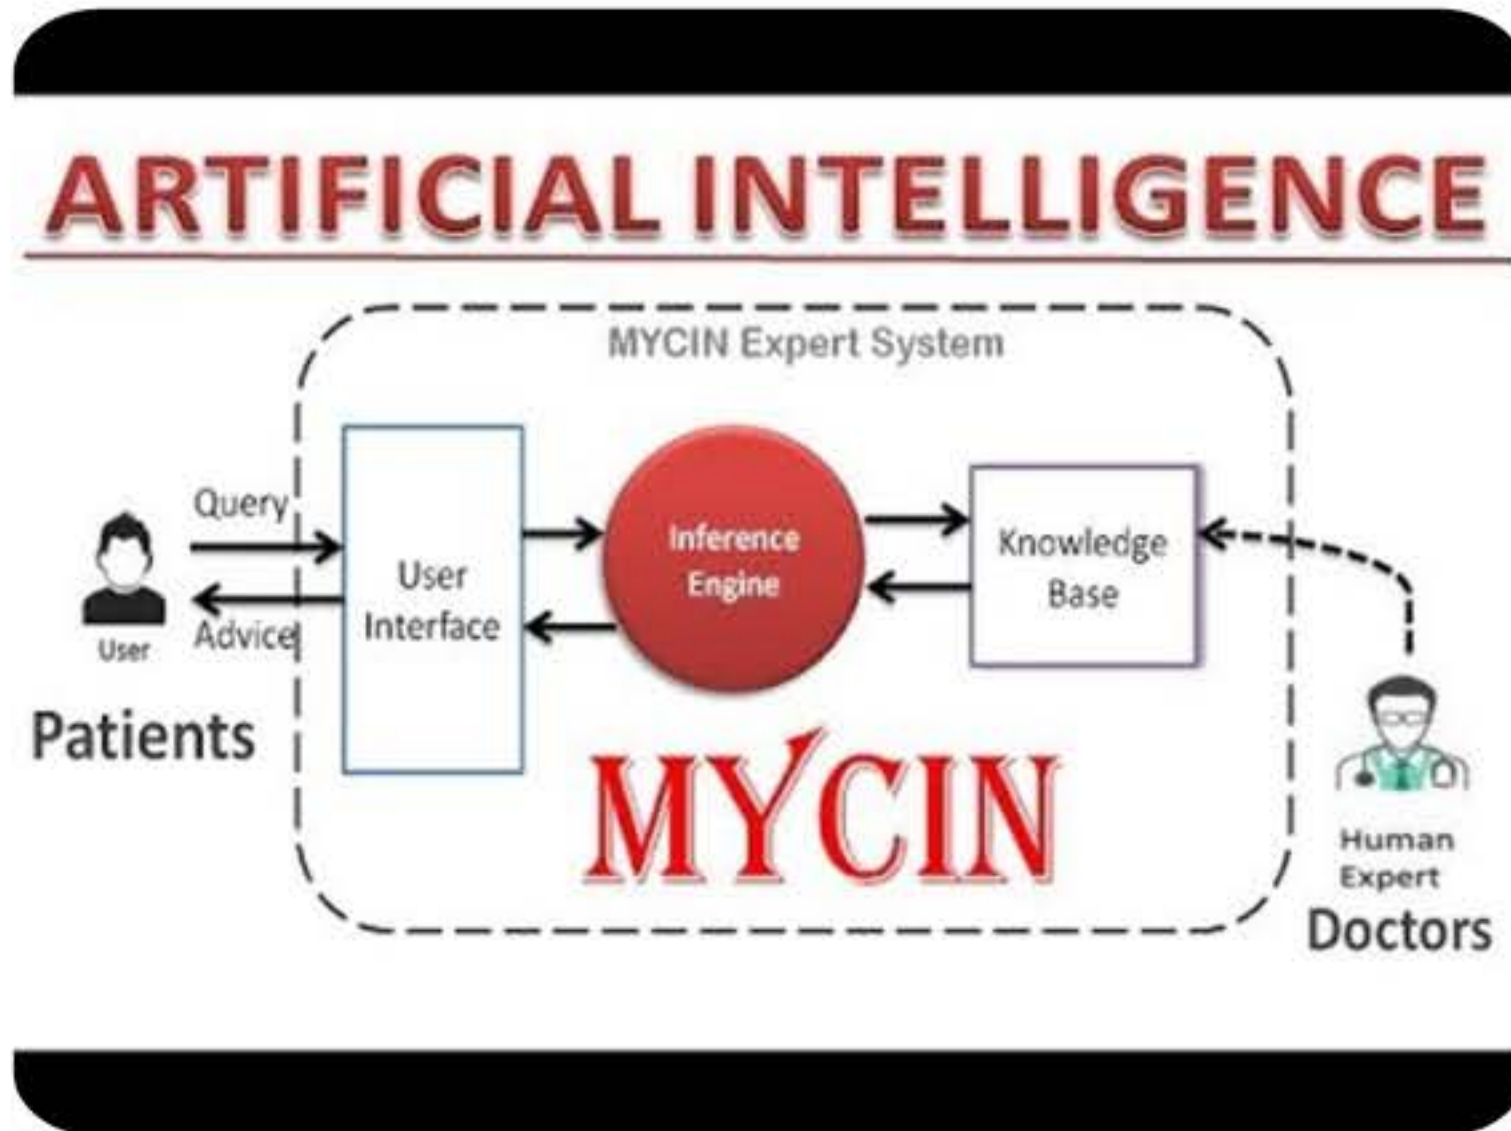 ARTIFICIAL INTELLIGENCE
MYCIN Expert System
Query
Advice
User
Patients
User
Interface
Inference
Engine
Knowledge
Base
MYCIN
Human
Expert
Doctors